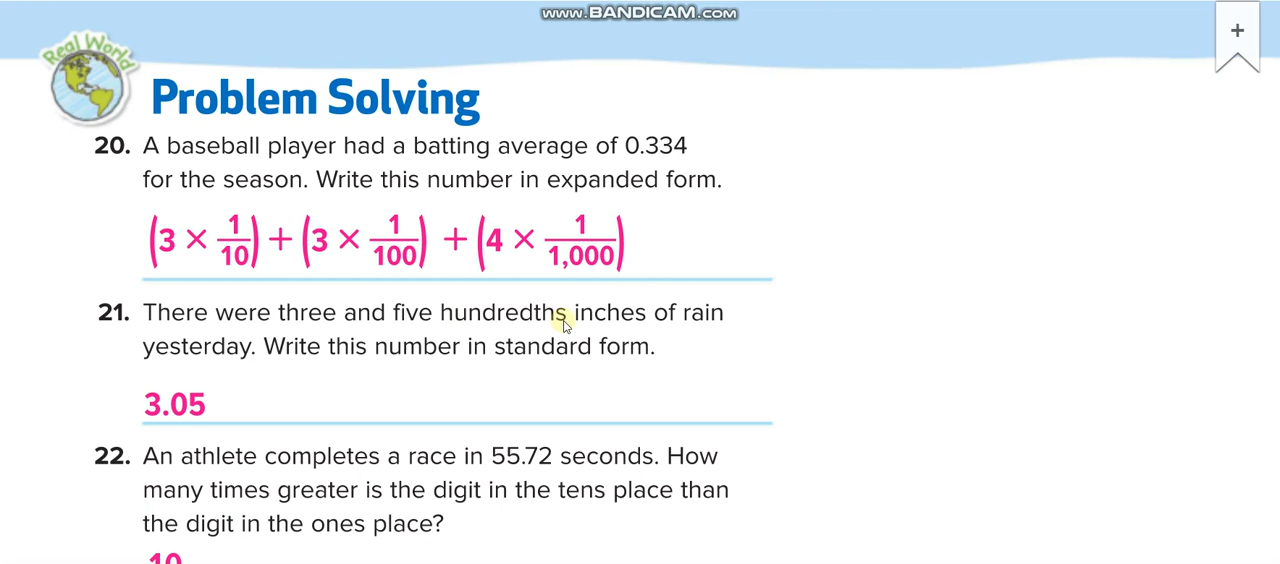 www.BANDICAM.com
+
Real World
Problem Solving
20. A baseball player had a batting average of 0.334
for the season. Write this number in expanded form.
(3 × 1/10) + (3 × 1/100) + (4 × 1/1,000)
21. There were three and five hundredths inches of rain
yesterday. Write this number in standard form.
3.05
22. An athlete completes a race in 55.72 seconds. How
many times greater is the digit in the tens place than
the digit in the ones place?
10